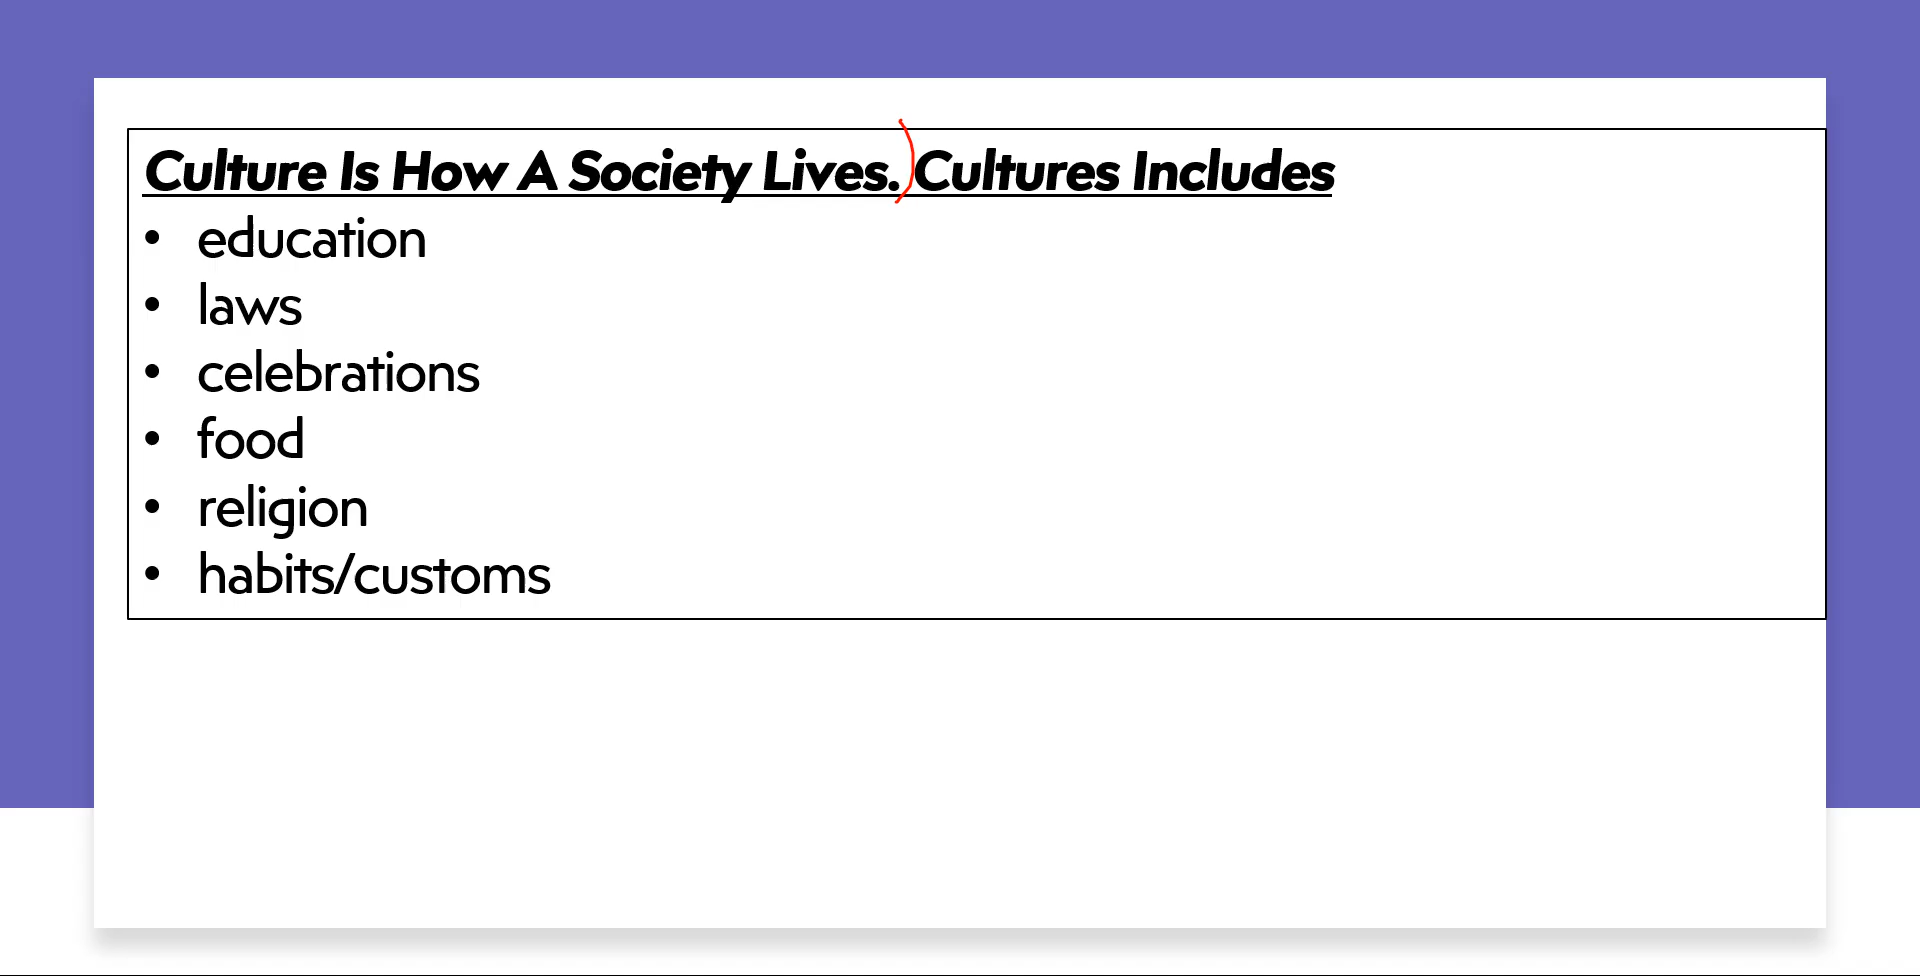 Culture Is How A Society Lives. Cultures Includes
• education
• laws
• celebrations
• food
• religion
• habits/customs